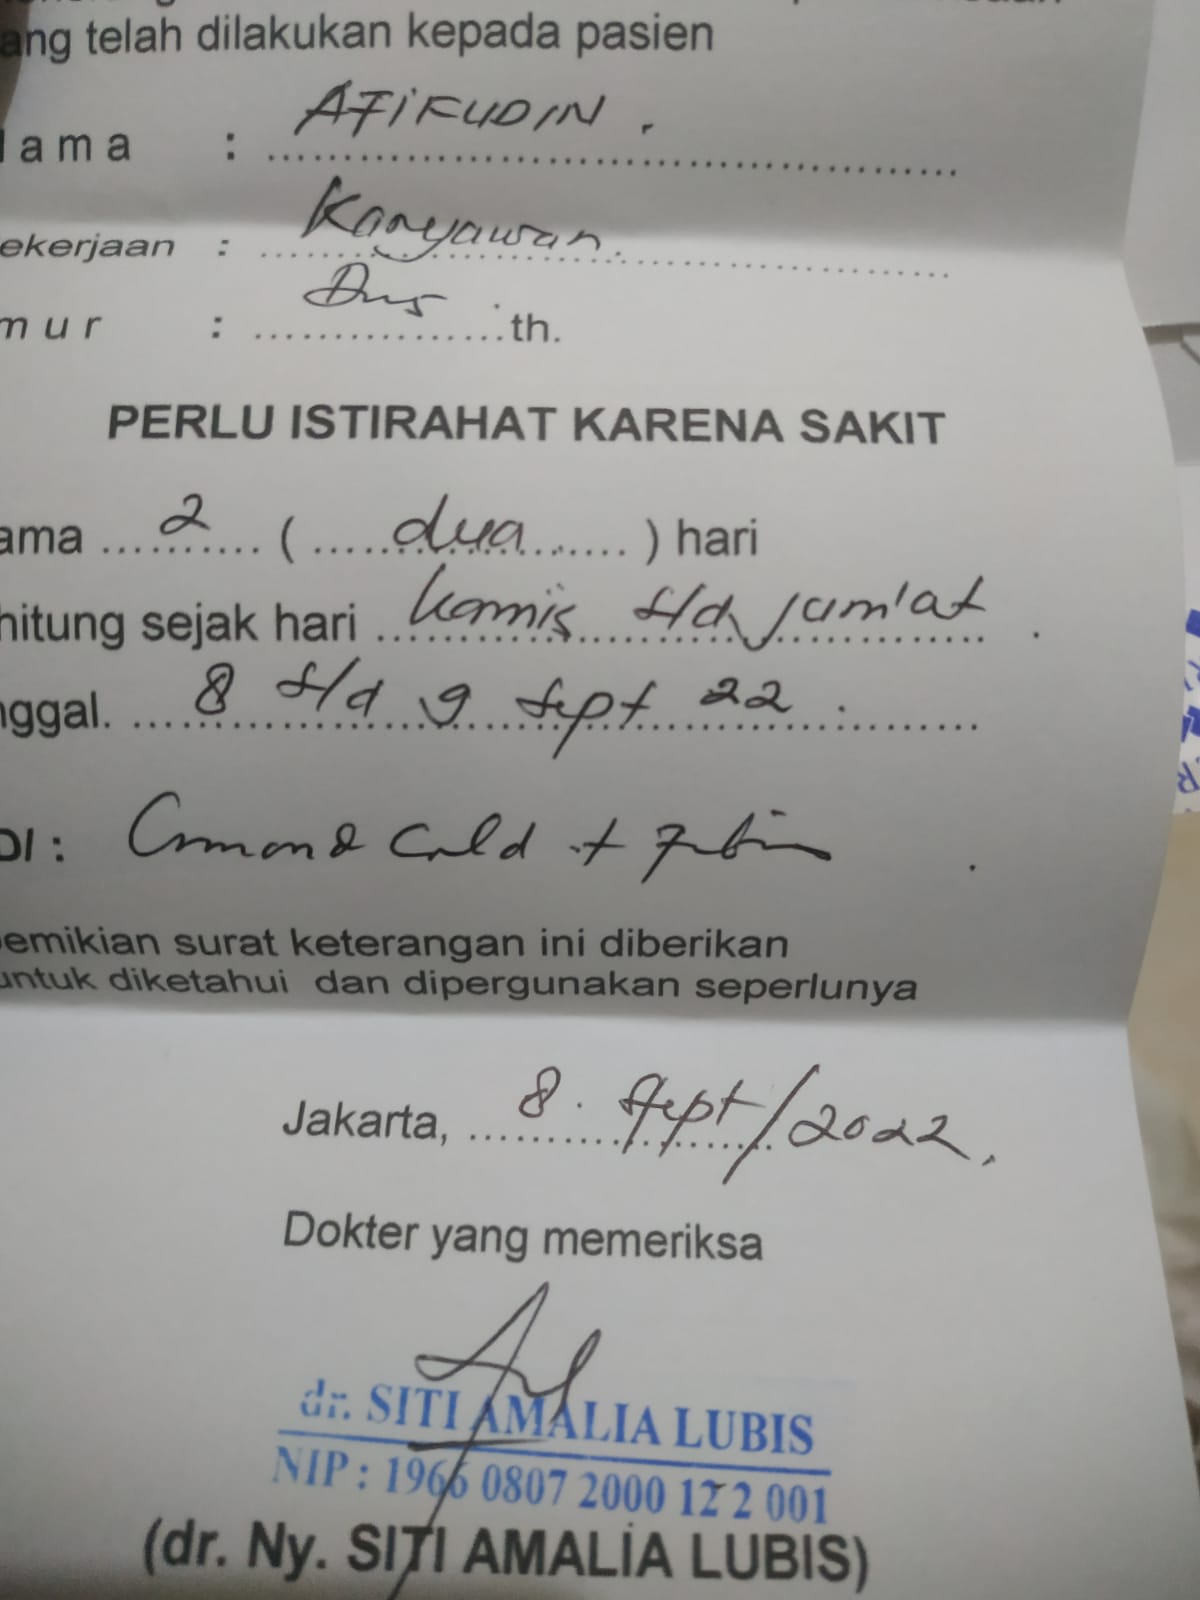 ang telah dilakukan kepada pasien
ama : AFIFUDIN.
ekerjaan : Karyawan.
mur : Dws th.
PERLU ISTIRAHAT KARENA SAKIT
ama 2 ( dua ) hari
hitung sejak hari kamis s/d jum'at
nggal. 8 s/d 9 Sept 22
DI : Common Cold +
emikian surat keterangan ini diberikan
untuk diketahui dan dipergunakan seperlunya
Jakarta, 8. Sept/2022.
Dokter yang memeriksa
dr. SITI AMALIA LUBIS
NIP : 1966 0807 2000 12 2 001
(dr. Ny. SITI AMALIA LUBIS)